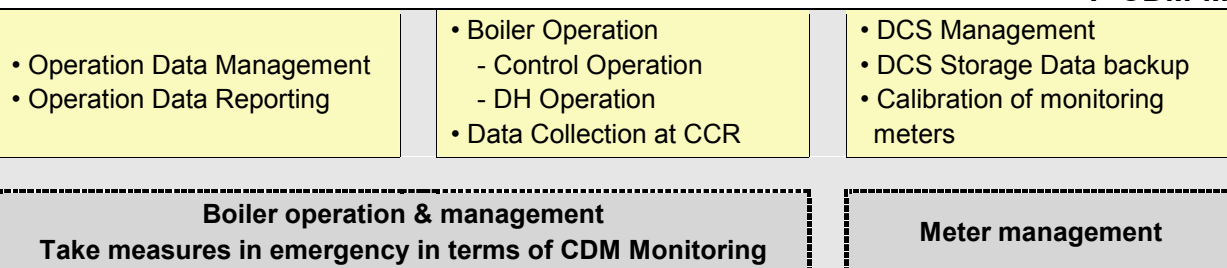 • Operation Data Management
• Operation Data Reporting
• Boiler Operation
- Control Operation
- DH Operation
• Data Collection at CCR
• DCS Management
• DCS Storage Data backup
• Calibration of monitoring
meters
Boiler operation & management
Take measures in emergency in terms of CDM Monitoring
Meter management